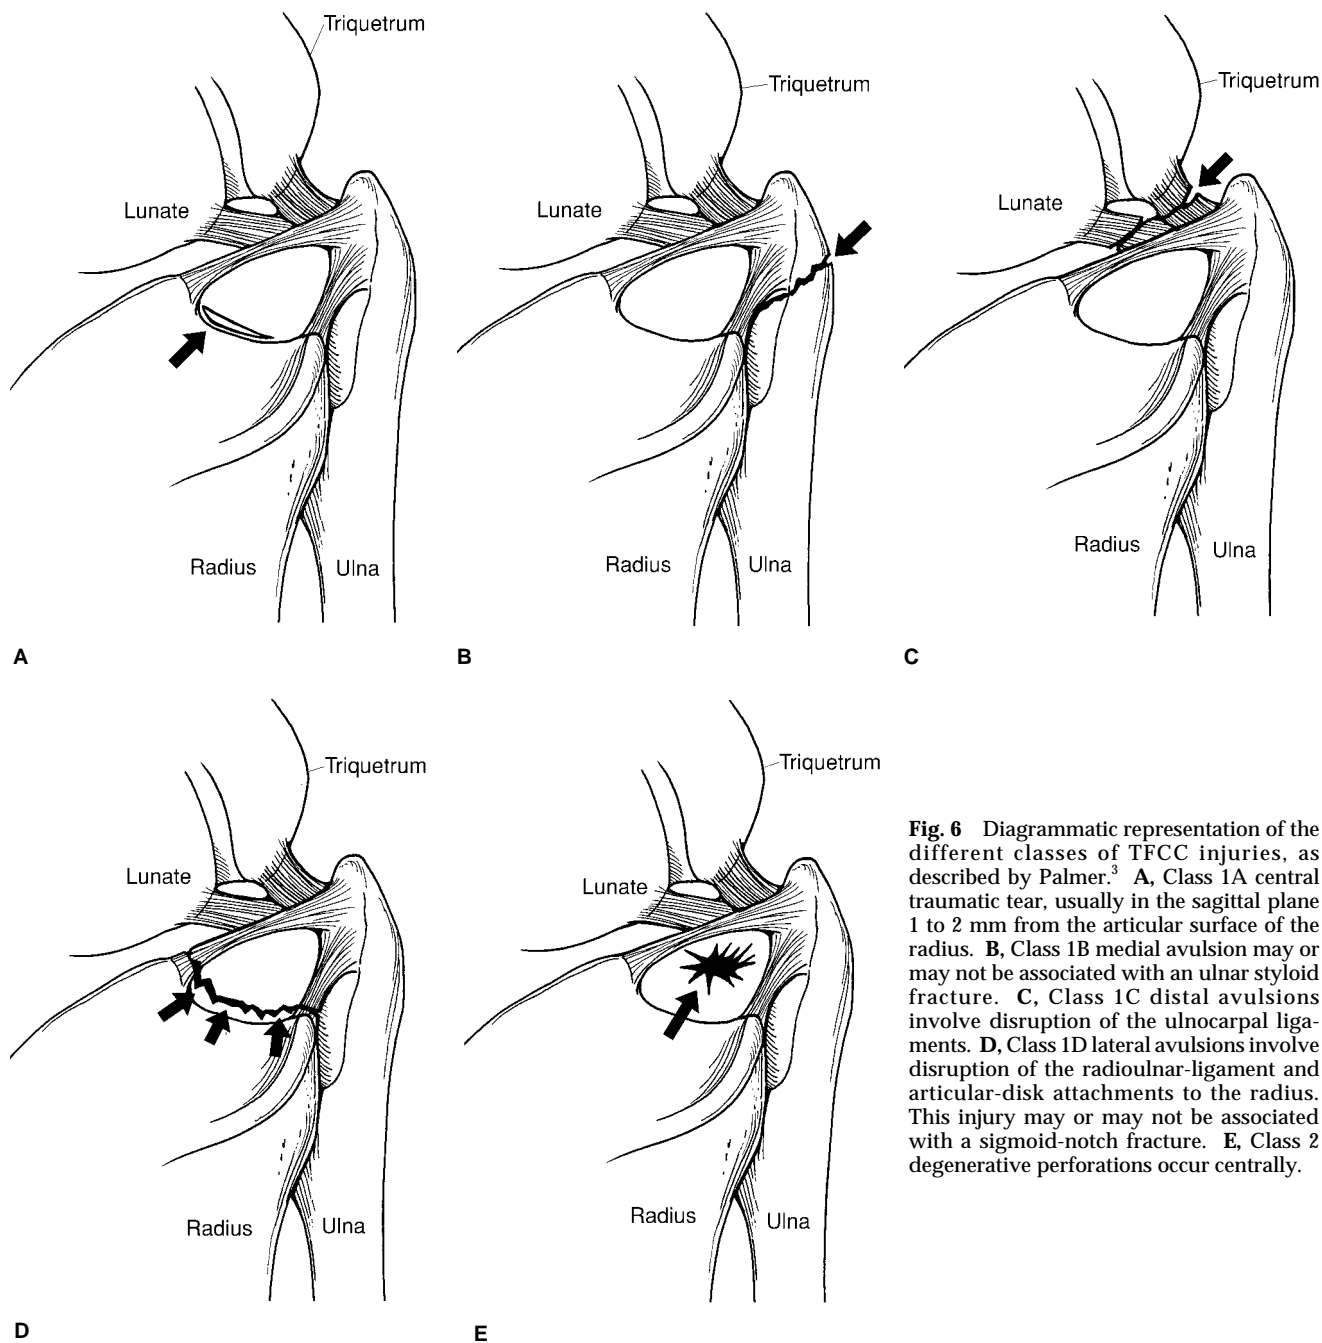 Triquetrum
Lunate
Radius
Ulna
A
Triquetrum
Lunate
Radius
Ulna
B
Triquetrum
Lunate
Radius
Ulna
C
Triquetrum
Lunate
Radius
Ulna
D
Triquetrum
Lunate
Radius
Ulna
E
Fig. 6 Diagrammatic representation of the
different classes of TFCC injuries, as
described by Palmer.³ A, Class 1A central
traumatic tear, usually in the sagittal plane
1 to 2 mm from the articular surface of the
radius. B, Class 1B medial avulsion may or
may not be associated with an ulnar styloid
fracture. C, Class 1C distal avulsions
involve disruption of the ulnocarpal liga-
ments. D, Class 1D lateral avulsions involve
disruption of the radioulnar-ligament and
articular-disk attachments to the radius.
This injury may or may not be associated
with a sigmoid-notch fracture. E, Class 2
degenerative perforations occur centrally.